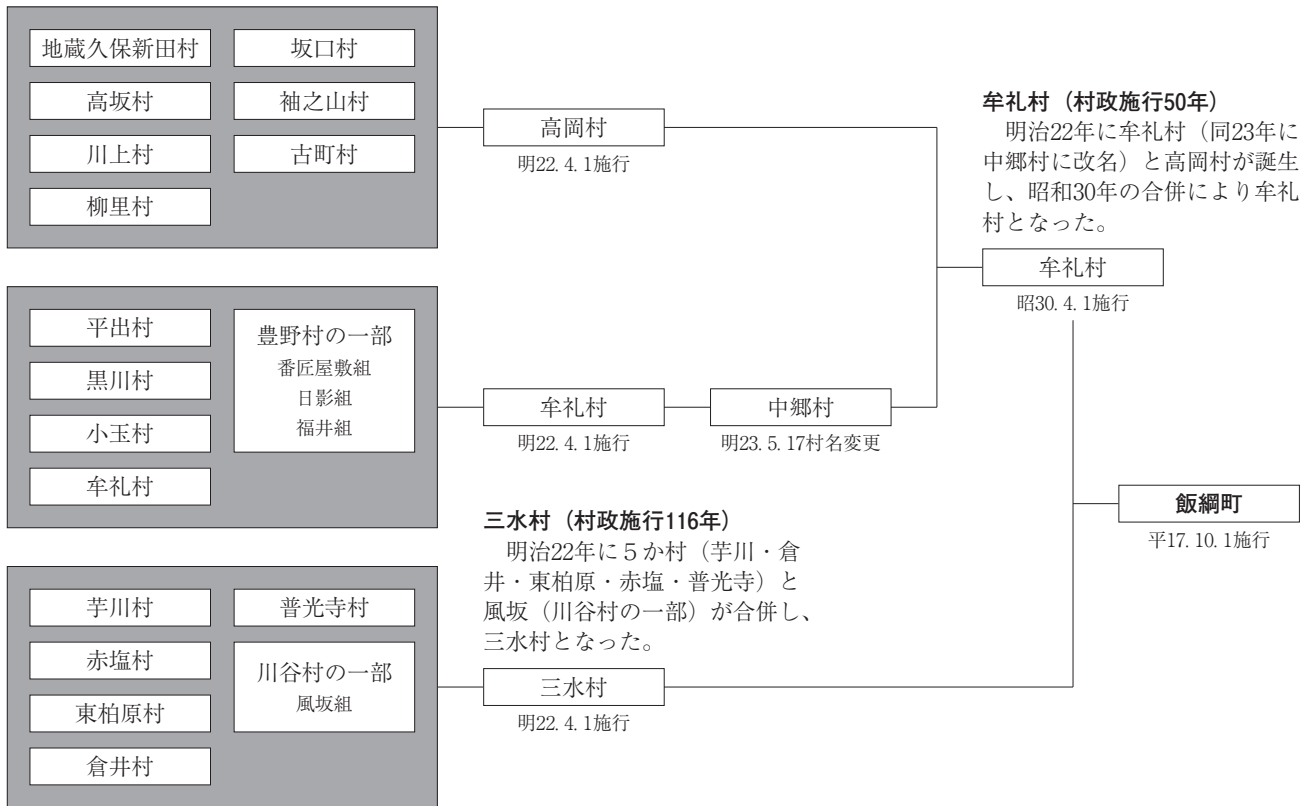 地蔵久保新田村
坂口村
高坂村
袖之山村
川上村
古町村
柳里村
高岡村
明22. 4. 1施行
牟礼村（村政施行50年）
明治22年に牟礼村（同23年に
中郷村に改名）と高岡村が誕生
し、昭和30年の合併により牟礼
村となった。
牟礼村
昭30. 4. 1施行
平出村
豊野村の一部
番匠屋敷組
日影組
福井組
黒川村
小玉村
牟礼村
牟礼村
明22. 4. 1施行
中郷村
明23. 5. 17村名変更
飯綱町
平17. 10. 1施行
三水村（村政施行116年）
明治22年に５か村（芋川・倉
井・東柏原・赤塩・普光寺）と
風坂（川谷村の一部）が合併し、
三水村となった。
芋川村
普光寺村
赤塩村
川谷村の一部
風坂組
東柏原村
倉井村
三水村
明22. 4. 1施行